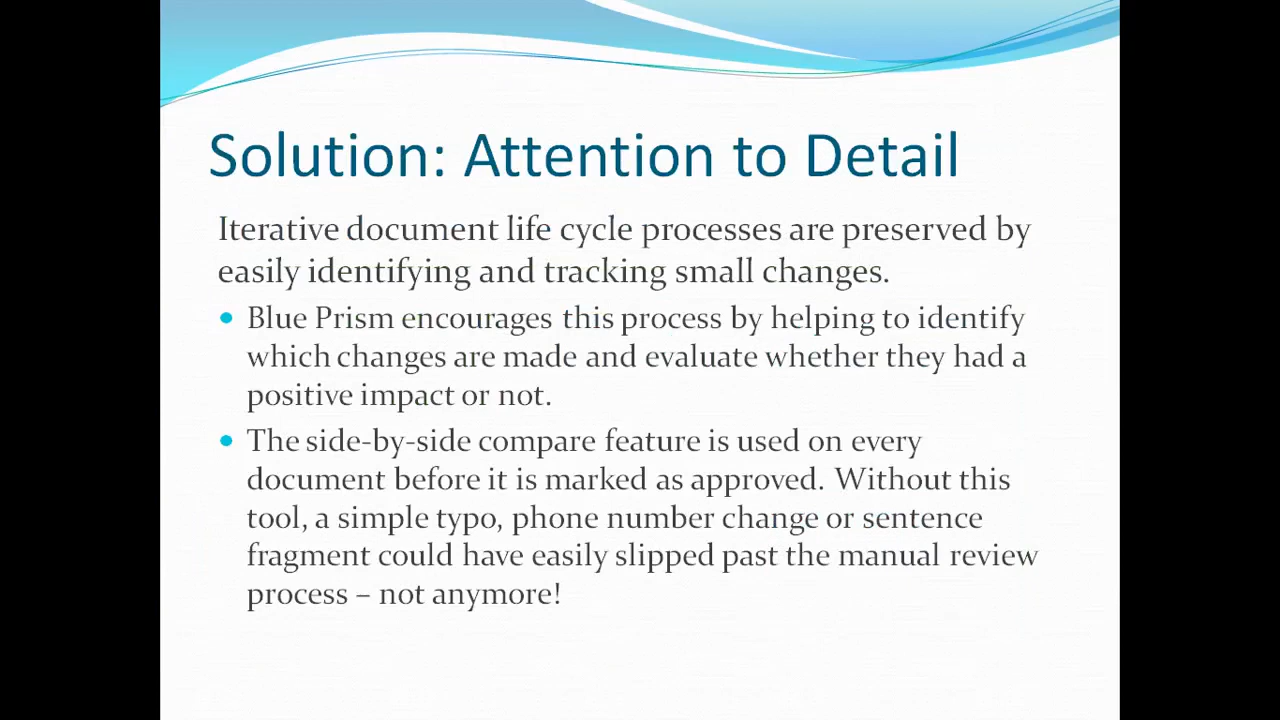 Solution: Attention to Detail
Iterative document life cycle processes are preserved by
easily identifying and tracking small changes.
Blue Prism encourages this process by helping to identify
which changes are made and evaluate whether they had a
positive impact or not.
The side-by-side compare feature is used on every
document before it is marked as approved. Without this
tool, a simple typo, phone number change or sentence
fragment could have easily slipped past the manual review
process – not anymore!